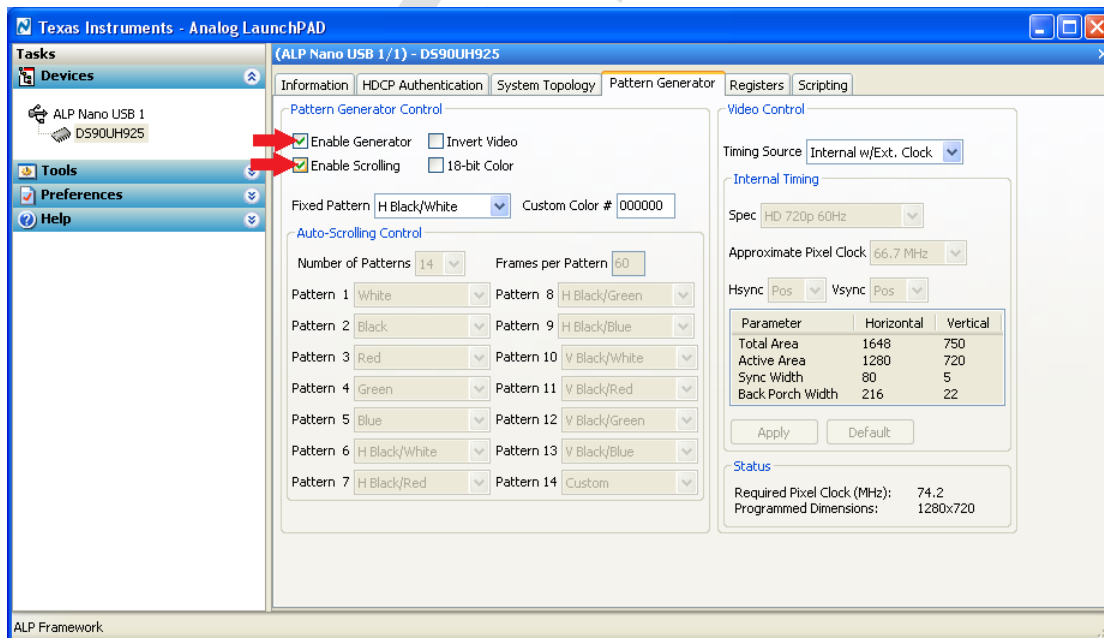 Texas Instruments - Analog LaunchPAD
Tasks
Devices
ALP Nano USB 1
DS90UH925
Tools
Preferences
Help
(ALP Nano USB 1/1) - DS90UH925
Information HDCP Authentication System Topology Pattern Generator Registers Scripting
Pattern Generator Control
Enable Generator Invert Video
Enable Scrolling 18-bit Color
Fixed Pattern H Black/White Custom Color # 000000
Auto-Scrolling Control
Number of Patterns 14 Frames per Pattern 60
Pattern 1 White Pattern 8 H Black/Green
Pattern 2 Black Pattern 9 H Black/Blue
Pattern 3 Red Pattern 10 V Black/White
Pattern 4 Green Pattern 11 V Black/Red
Pattern 5 Blue Pattern 12 V Black/Green
Pattern 6 H Black/White Pattern 13 V Black/Blue
Pattern 7 H Black/Red Pattern 14 Custom
Video Control
Timing Source Internal w/Ext. Clock
Internal Timing
Spec HD 720p 60Hz
Approximate Pixel Clock 66.7 MHz
Hsync Pos Vsync Pos
Parameter Horizontal Vertical
Total Area 1648 750
Active Area 1280 720
Sync Width 80 5
Back Porch Width 216 22
Apply Default
Status
Required Pixel Clock (MHz): 74.2
Programmed Dimensions: 1280x720
ALP Framework